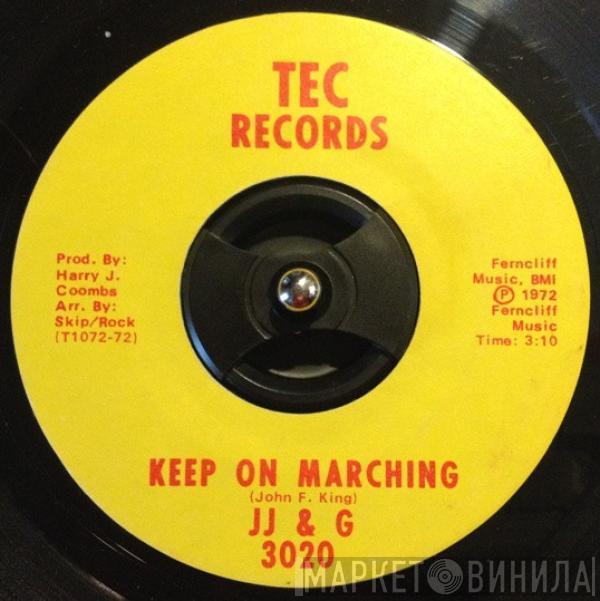 TEC
RECORDS
Prod. By:
Harry J.
Coombs
Arr. By:
Skip/Rock
(T1072-72)
Ferncliff
Music, BMI
℗ 1972
Ferncliff
Music
Time: 3:10
KEEP ON MARCHING
(John F. King)
JJ & G
3020
МАРКЕТ ВИНИЛА